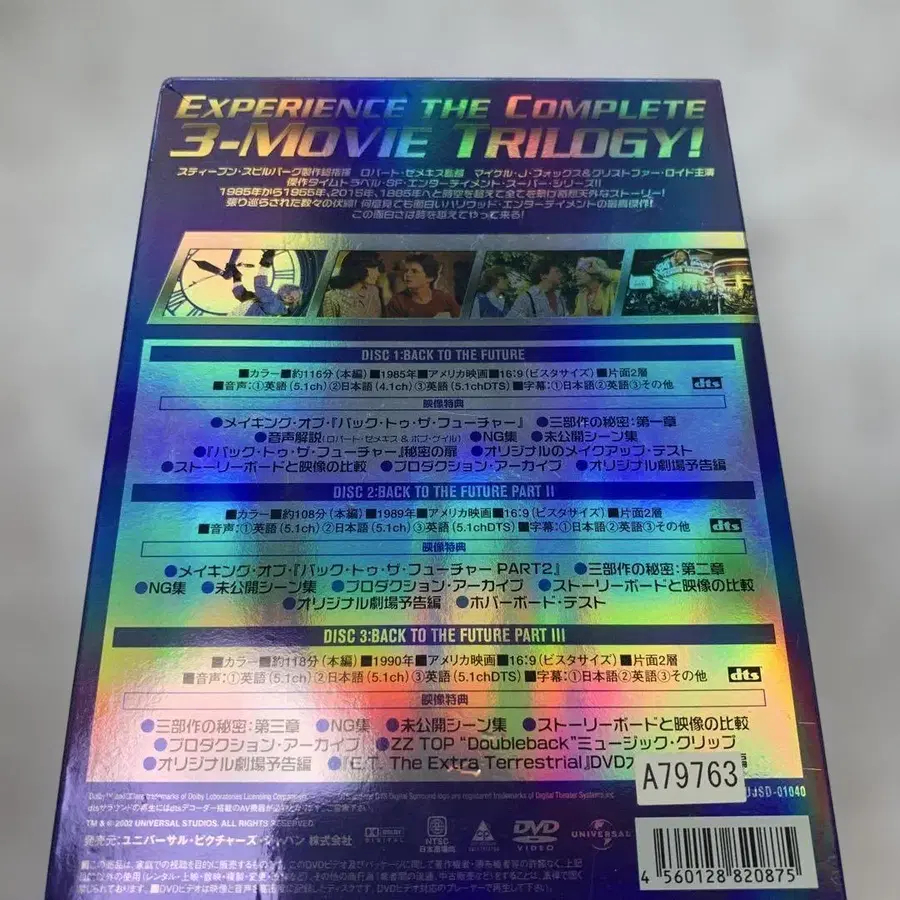 EXPERIENCE THE COMPLETE
3-MOVIE TRILOGY!
スティーブン・スピルバーグ製作総指揮 ロバート・ゼメキス監督 マイケル・J・フォックス&クリストファー・ロイド主演
傑作タイムトラベル・SF・エンターテイメント・スーパー・シリーズ!!
1985年から1955年、2015年、1885年へと時空を超えて全てを駆け巡る
張り巡らされた数々の伏線! 何度見ても面白いハリウッド・エンターテイメントの最高傑作!
この面白さは時を超えてやって来る!
DISC 1:BACK TO THE FUTURE
■カラー■約116分(本編)■1985年■アメリカ映画■16:9(ビスタサイズ)■片面2層
■音声:①英語(5.1ch)②日本語(4.1ch)③英語(5.1chDTS)■字幕:①日本語②英語③その他
dts
映像特典
●メイキング・オブ『バック・トゥ・ザ・フューチャー』 ●三部作の秘密:第一章
●音声解説(ロバート・ゼメキス & ボブ・ゲイル) ●NG集 ●未公開シーン集
●『バック・トゥ・ザ・フューチャー』秘密の扉 ●オリジナルのメイクアップ・テスト
●ストーリーボードと映像の比較 ●プロダクション・アーカイブ ●オリジナル劇場予告編
DISC 2:BACK TO THE FUTURE PART II
■カラー■約108分(本編)■1989年■アメリカ映画■16:9(ビスタサイズ)■片面2層
■音声:①英語(5.1ch)②日本語(5.1ch)③英語(5.1chDTS)■字幕:①日本語②英語③その他
dts
映像特典
●メイキング・オブ『バック・トゥ・ザ・フューチャー PART2』 ●三部作の秘密:第二章
●NG集 ●未公開シーン集 ●プロダクション・アーカイブ ●ストーリーボードと映像の比較
●オリジナル劇場予告編 ●ホバーボード・テスト
DISC 3:BACK TO THE FUTURE PART III
■カラー■約118分(本編)■1990年■アメリカ映画■16:9(ビスタサイズ)■片面2層
■音声:①英語(5.1ch)②日本語(5.1ch)③英語(5.1chDTS)■字幕:①日本語②英語③その他
dts
映像特典
●三部作の秘密:第三章 ●NG集 ●未公開シーン集 ●ストーリーボードと映像の比較
●プロダクション・アーカイブ ●ZZ TOP "Doubleback"ミュージック・クリップ
●オリジナル劇場予告編 ●『E.T. The Extra Terrestrial』DVD
A79763
UJSD-01040
trademarks of Dolby Laboratories Licensing Corporation.
DTS Digital Surround logo are registered trademarks of Digital Theater Systems, Inc.
TM & © 2002 UNIVERSAL STUDIOS. ALL RIGHTS RESERVED
発売元:ユニバーサル・ピクチャーズ・ジャパン 株式会社
DOLBY DIGITAL
NTSC
日本市場向
DVD
VIDEO
UNIVERSAL
4 560128 820875